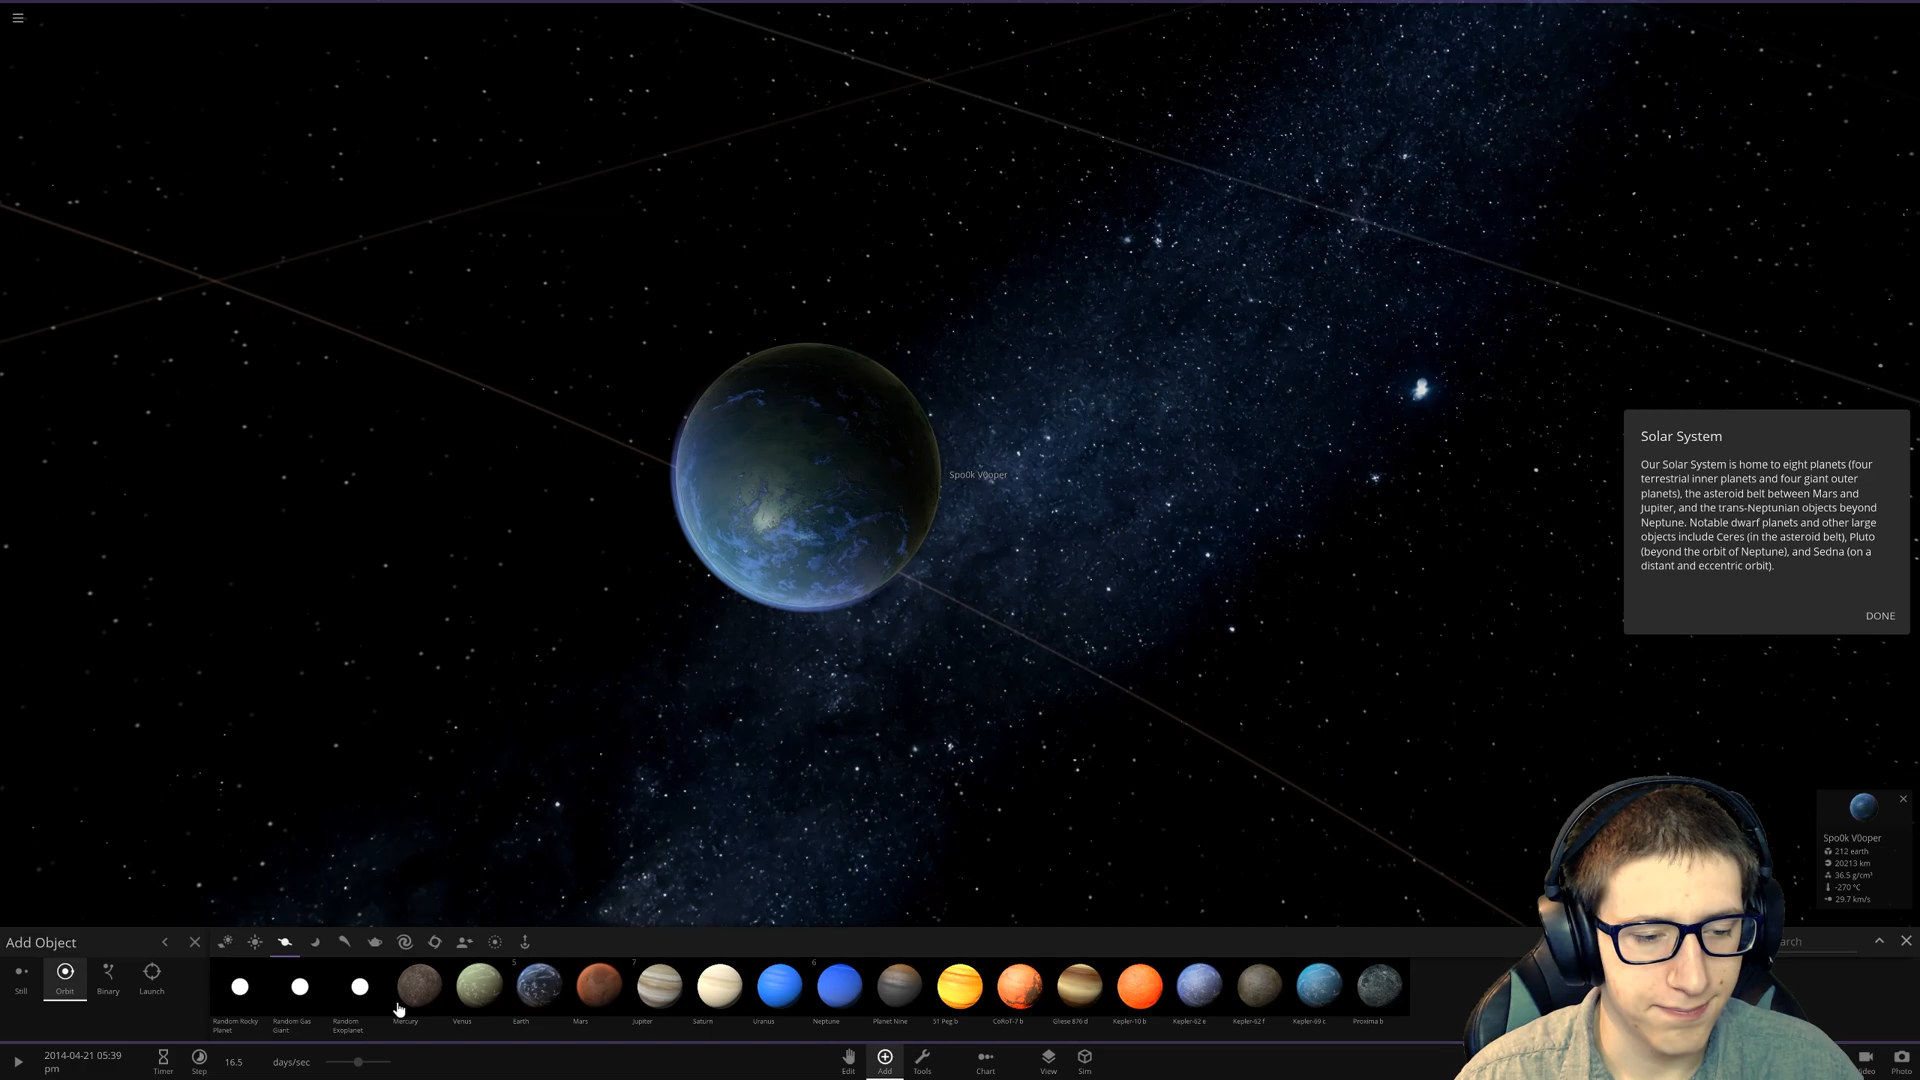 Spo0k V0oper
Solar System
Our Solar System is home to eight planets (four
terrestrial inner planets and four giant outer
planets), the asteroid belt between Mars and
Jupiter, and the trans-Neptunian objects beyond
Neptune. Notable dwarf planets and other large
objects include Ceres (in the asteroid belt), Pluto
(beyond the orbit of Neptune), and Sedna (on a
distant and eccentric orbit).
DONE
Spo0k V0oper
212 earth
20213 km
36.5 g/cm³
-270 °C
29.7 km/s
Add Object
Still
Orbit
Binary
Launch
5
7
6
Random Rocky
Planet
Random Gas
Giant
Random
Exoplanet
Mercury
Venus
Earth
Mars
Jupiter
Saturn
Uranus
Neptune
Planet Nine
51 Peg b
CoRoT-7 b
Gliese 876 d
Kepler-10 b
Kepler-62 e
Kepler-62 f
Kepler-69 c
Proxima b
2014-04-21 05:39
pm
Timer
Step
16.5
days/sec
Edit
Add
Tools
Chart
View
Sim
Photo